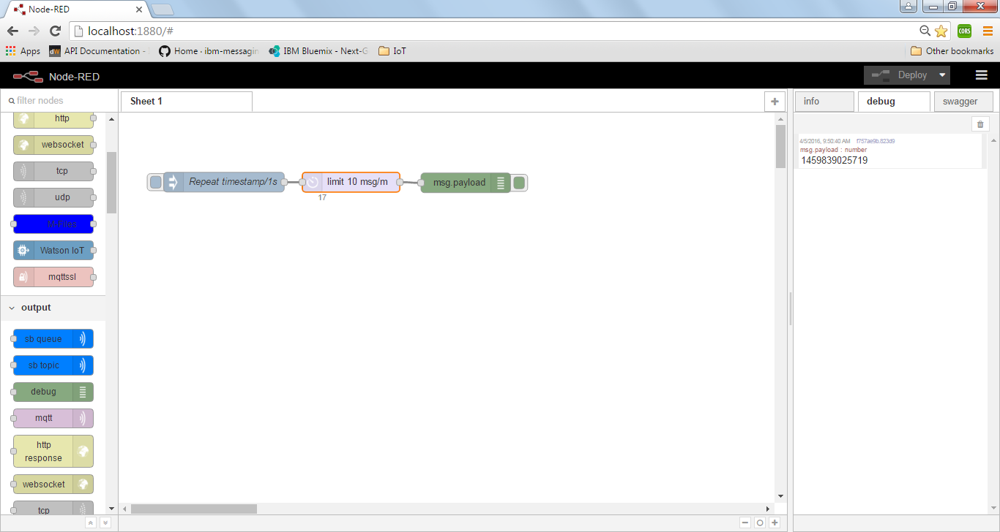 Node-RED
localhost:1880/#
CORS
Apps
dW API Documentation -
Home · ibm-messagin
IBM Bluemix - Next-G
IoT
Other bookmarks
Node-RED
Deploy
filter nodes
Sheet 1
info
debug
swagger
http
websocket
tcp
udp
M-Files
Watson IoT
mqttssl
output
sb queue
sb topic
debug
mqtt
http
response
websocket
tcp
Repeat timestamp/1s
limit 10 msg/m
17
msg.payload
4/5/2016, 9:50:40 AM f757ae9b.823d9
msg.payload : number
1459839025719